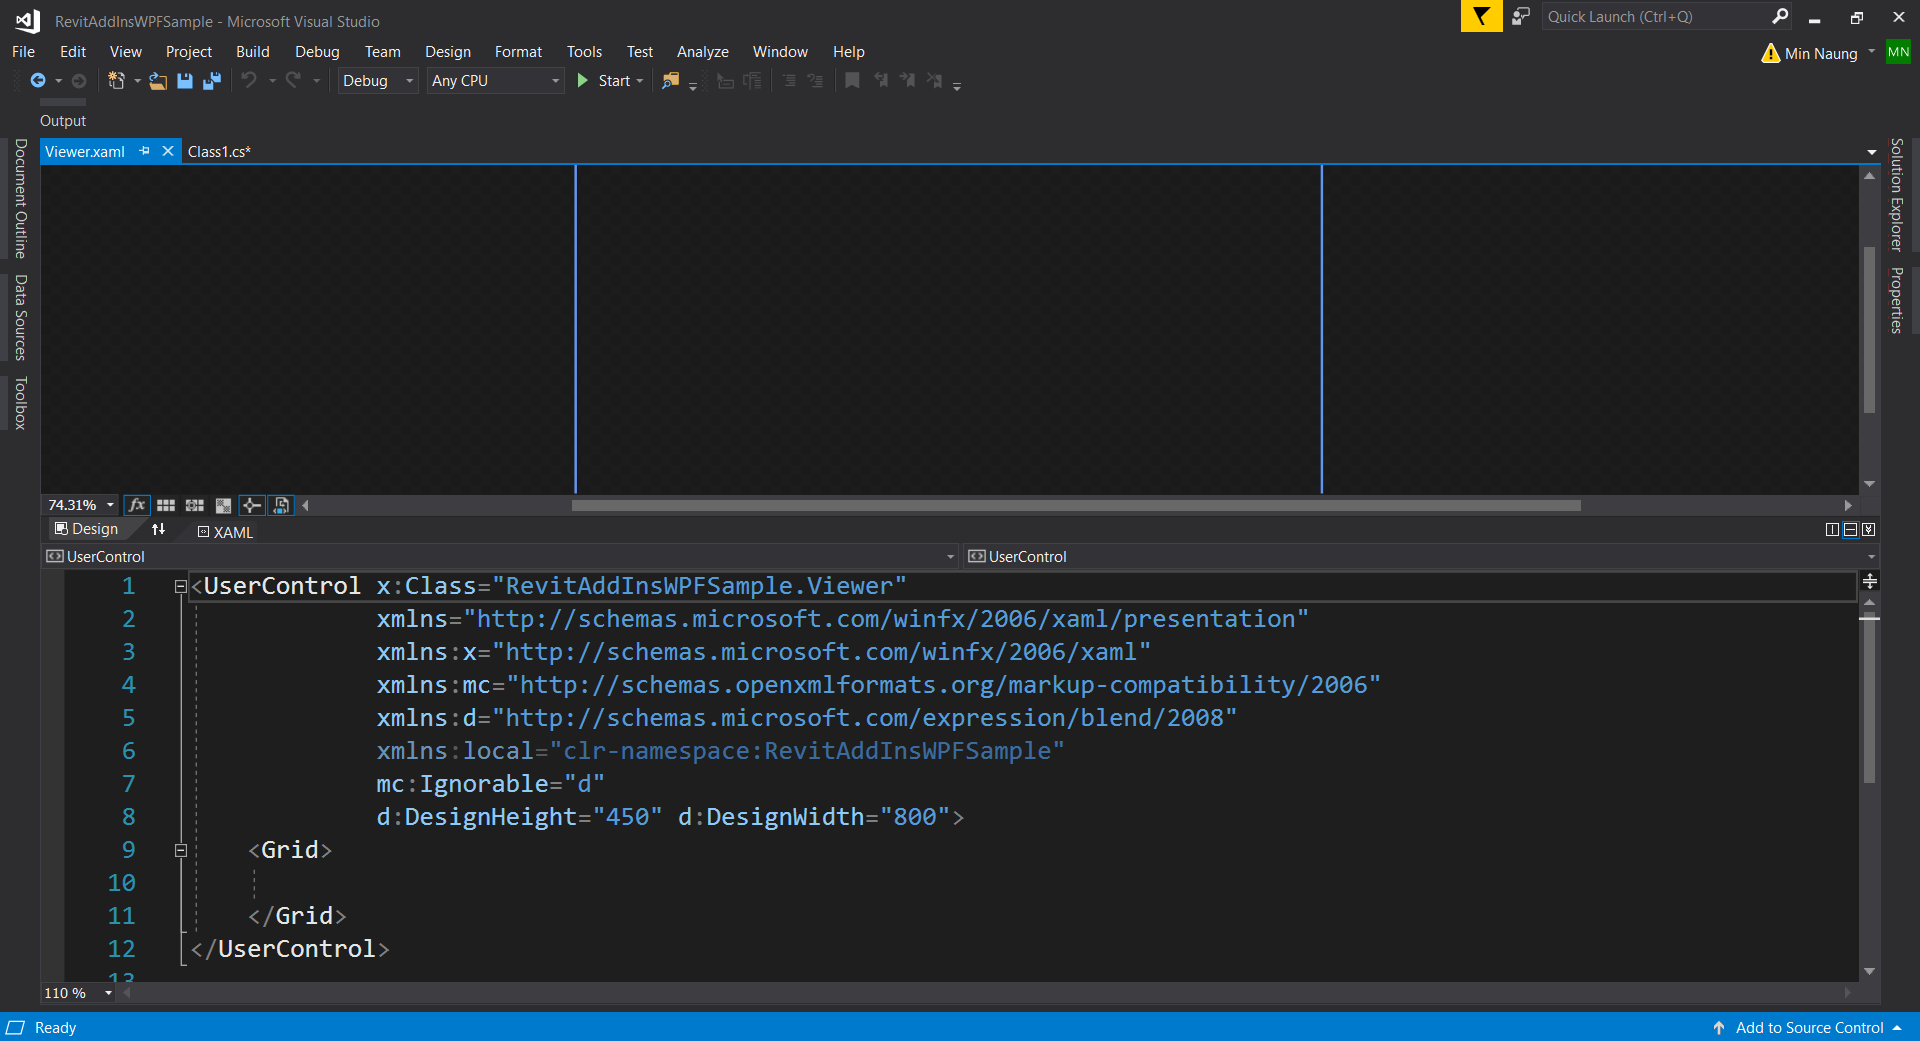 RevitAddInsWPFSample - Microsoft Visual Studio
Quick Launch (Ctrl+Q)
File Edit View Project Build Debug Team Design Format Tools Test Analyze Window Help
Min Naung MN
Debug Any CPU Start
Output
Viewer.xaml Class1.cs*
Document Outline
Data Sources
Toolbox
Solution Explorer
Properties
74.31% fx
Design XAML
UserControl UserControl
1 <UserControl x:Class="RevitAddInsWPFSample.Viewer"
2 xmlns="http://schemas.microsoft.com/winfx/2006/xaml/presentation"
3 xmlns:x="http://schemas.microsoft.com/winfx/2006/xaml"
4 xmlns:mc="http://schemas.openxmlformats.org/markup-compatibility/2006"
5 xmlns:d="http://schemas.microsoft.com/expression/blend/2008"
6 xmlns:local="clr-namespace:RevitAddInsWPFSample"
7 mc:Ignorable="d"
8 d:DesignHeight="450" d:DesignWidth="800">
9 <Grid>
10
11 </Grid>
12 </UserControl>
13
110 %
Ready Add to Source Control